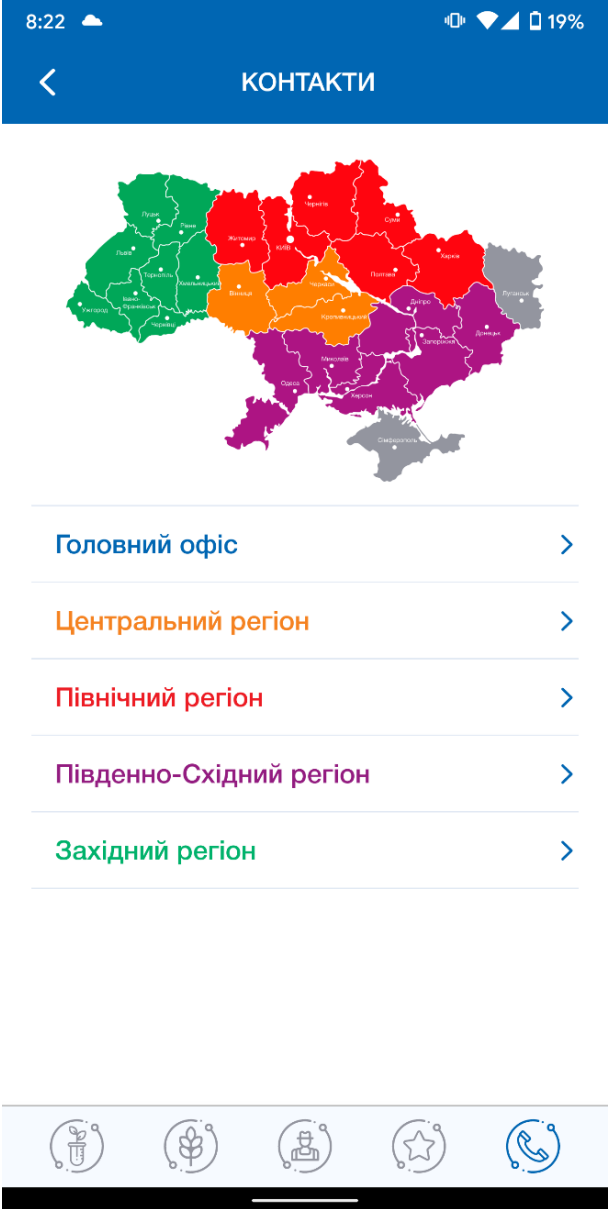 8:22
19%
КОНТАКТИ
Чернігів
Луцьк
Рівне
Суми
Житомир
КИЇВ
Львів
Харків
Тернопіль
Хмельницький
Полтава
Черкаси
Вінниця
Луганськ
Івано-
Франківськ
Ужгород
Чернівці
Дніпро
Кропивницький
Донецьк
Запоріжжя
Миколаїв
Одеса
Херсон
Сімферополь
Головний офіс
Центральний регіон
Північний регіон
Південно-Східний регіон
Західний регіон